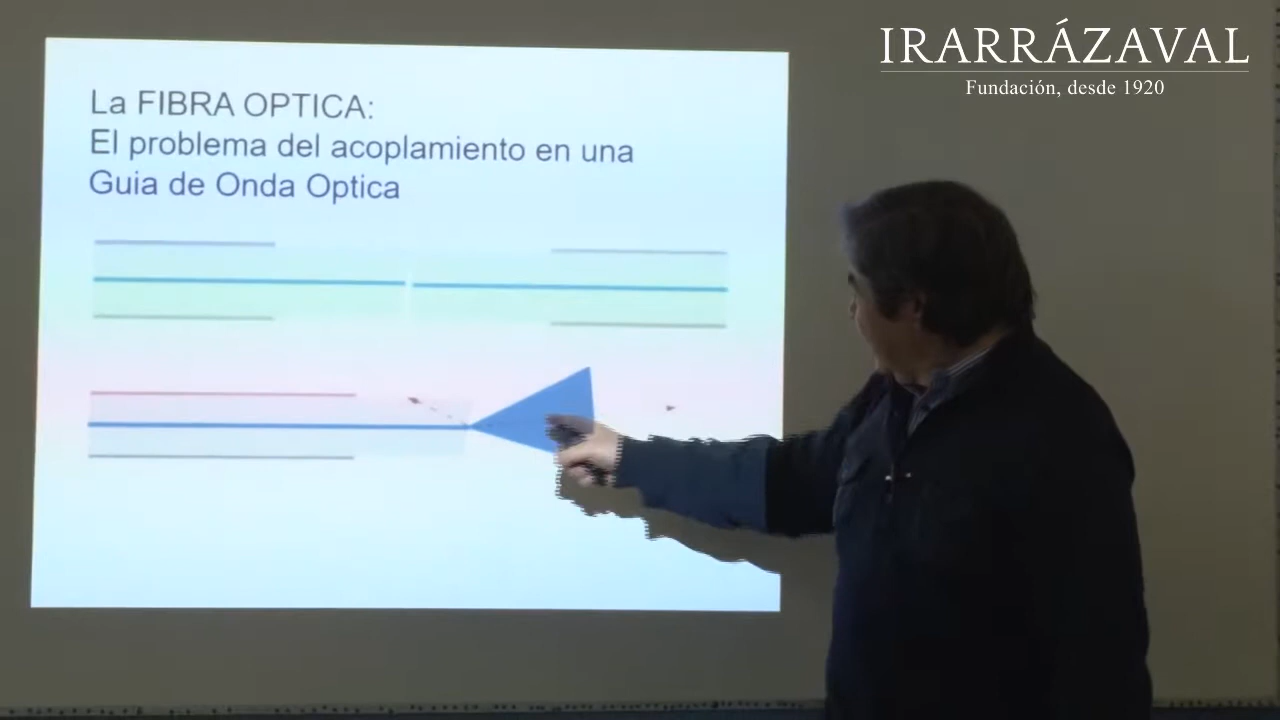 IRARRÁZAVAL
Fundación, desde 1920
La FIBRA OPTICA:
El problema del acoplamiento en una
Guia de Onda Optica